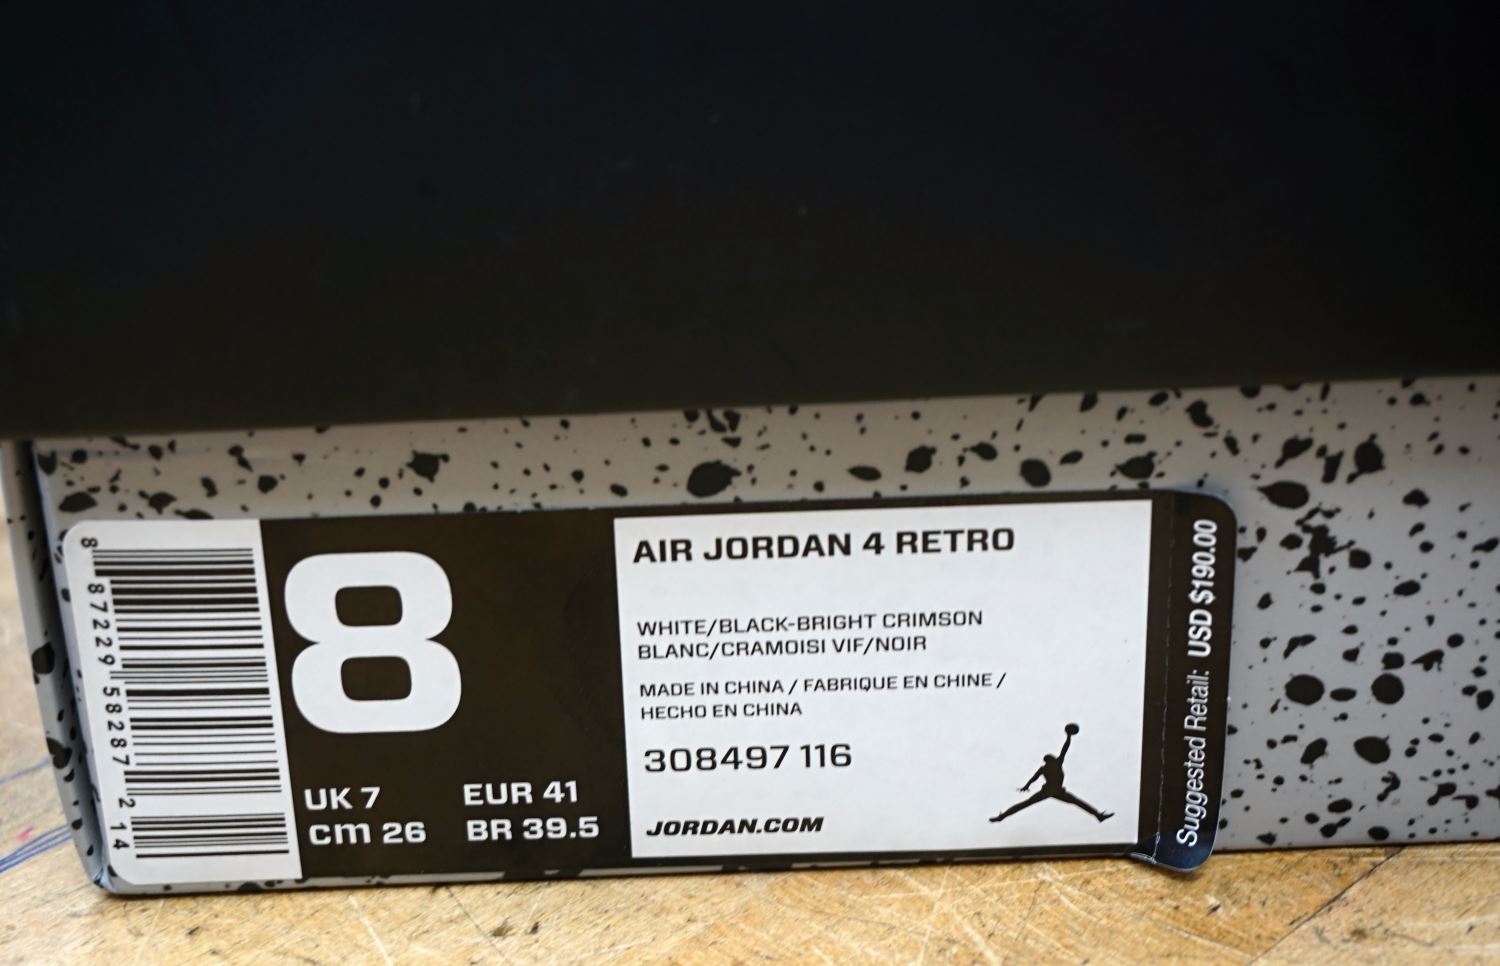 8 87229 58287 2 14
8
UK 7 EUR 41
cm 26 BR 39.5
AIR JORDAN 4 RETRO
WHITE/BLACK-BRIGHT CRIMSON
BLANC/CRAMOISI VIF/NOIR
MADE IN CHINA / FABRIQUE EN CHINE /
HECHO EN CHINA
308497 116
JORDAN.COM
Suggested Retail: USD $190.00